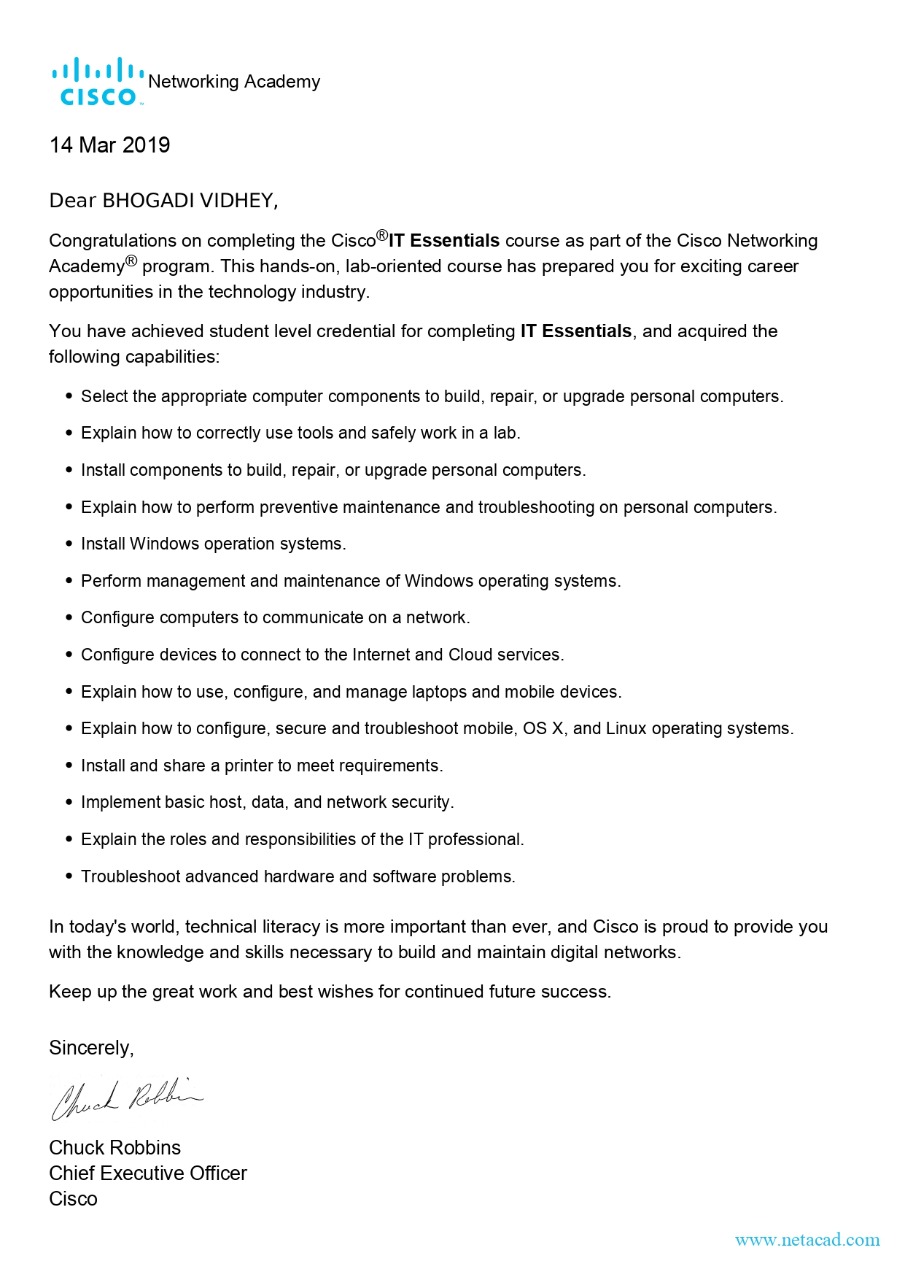 CISCO
Networking Academy
14 Mar 2019
Dear BHOGADI VIDHEY,
Congratulations on completing the Cisco®IT Essentials course as part of the Cisco Networking
Academy® program. This hands-on, lab-oriented course has prepared you for exciting career
opportunities in the technology industry.
You have achieved student level credential for completing IT Essentials, and acquired the
following capabilities:
• Select the appropriate computer components to build, repair, or upgrade personal computers.
• Explain how to correctly use tools and safely work in a lab.
• Install components to build, repair, or upgrade personal computers.
• Explain how to perform preventive maintenance and troubleshooting on personal computers.
• Install Windows operation systems.
• Perform management and maintenance of Windows operating systems.
• Configure computers to communicate on a network.
• Configure devices to connect to the Internet and Cloud services.
• Explain how to use, configure, and manage laptops and mobile devices.
• Explain how to configure, secure and troubleshoot mobile, OS X, and Linux operating systems.
• Install and share a printer to meet requirements.
• Implement basic host, data, and network security.
• Explain the roles and responsibilities of the IT professional.
• Troubleshoot advanced hardware and software problems.
In today's world, technical literacy is more important than ever, and Cisco is proud to provide you
with the knowledge and skills necessary to build and maintain digital networks.
Keep up the great work and best wishes for continued future success.
Sincerely,
Chuck Robbins
Chuck Robbins
Chief Executive Officer
Cisco
www.netacad.com